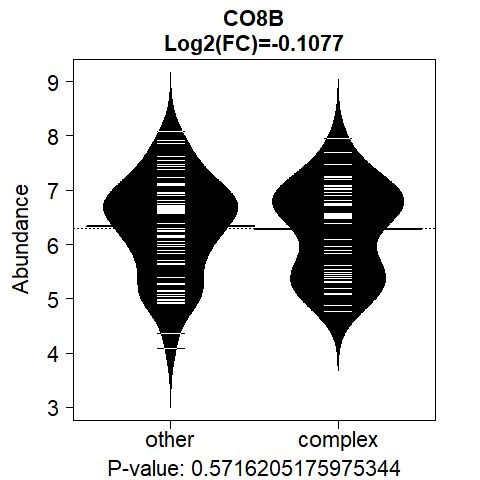 CO8B
Log2(FC)=-0.1077
Abundance
9
8
7
6
5
4
3
other complex
P-value: 0.5716205175975344